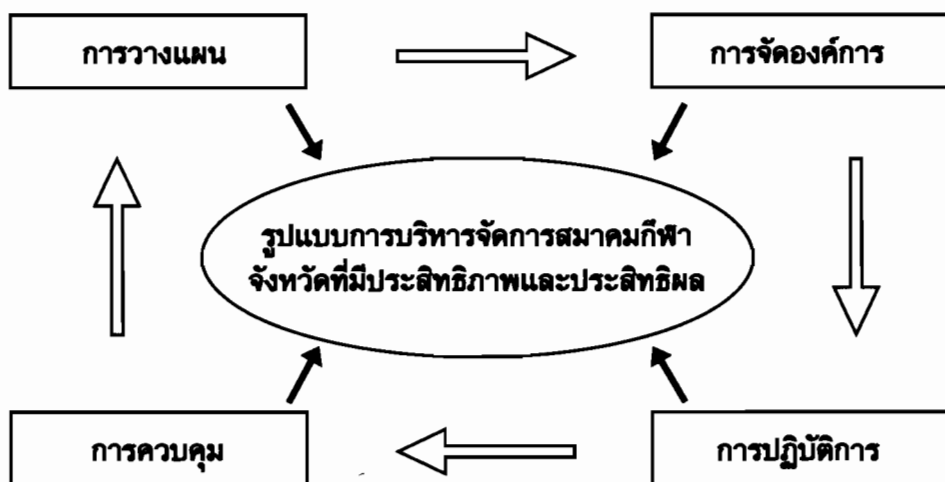 การวางแผน
การจัดองค์การ
รูปแบบการบริหารจัดการสมาคมกีฬา
จังหวัดที่มีประสิทธิภาพและประสิทธิผล
การควบคุม
การปฏิบัติการ